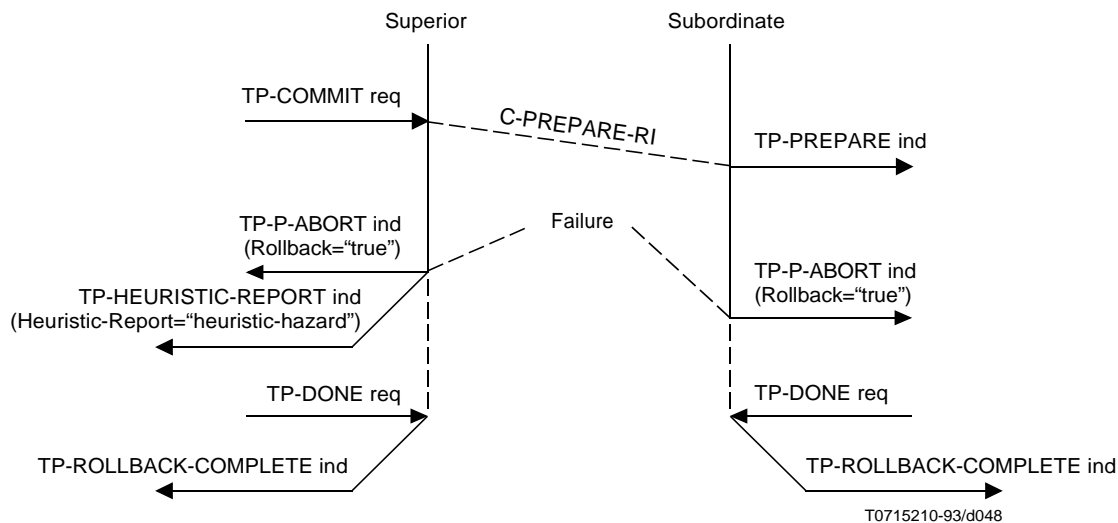 Superior
Subordinate
TP-COMMIT req
C-PREPARE-RI
TP-PREPARE ind
TP-P-ABORT ind
(Rollback=“true”)
Failure
TP-P-ABORT ind
(Rollback=“true”)
TP-HEURISTIC-REPORT ind
(Heuristic-Report=“heuristic-hazard”)
TP-DONE req
TP-DONE req
TP-ROLLBACK-COMPLETE ind
TP-ROLLBACK-COMPLETE ind
T0715210-93/d048